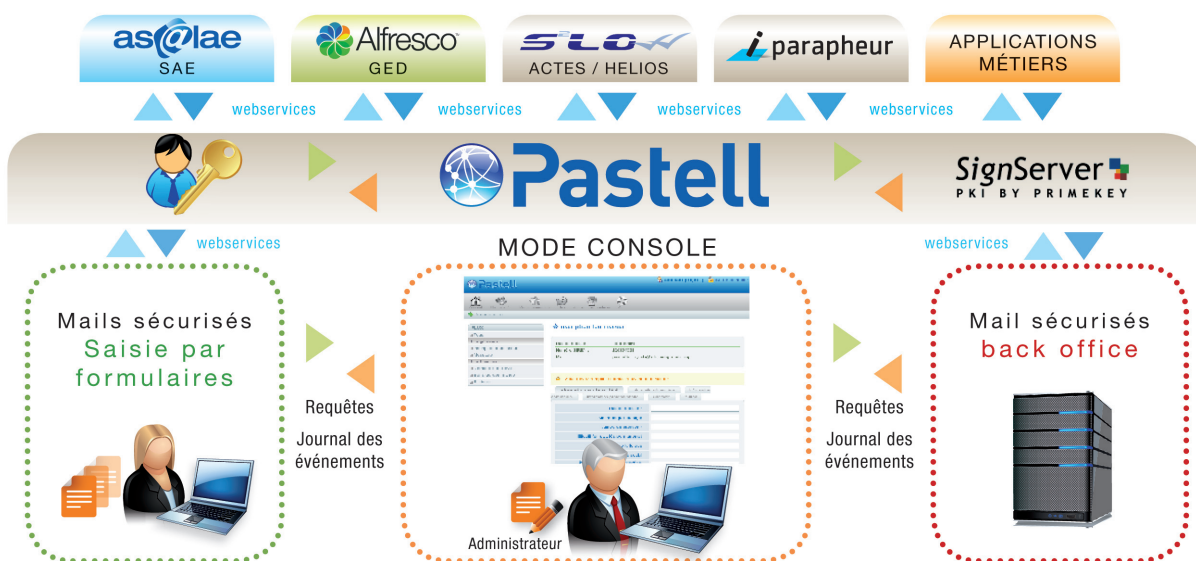 as@lae
SAE
Alfresco
GED
S²LOW
ACTES / HELIOS
i parapheur
APPLICATIONS
MÉTIERS
webservices
webservices
webservices
webservices
Pastell
SignServer
PKI BY PRIMEKEY
webservices
MODE CONSOLE
webservices
Mails sécurisés
Saisie par
formulaires
Pastell
Mail sécurisés
back office
Requêtes
Journal des
événements
Requêtes
Journal des
événements
Administrateur